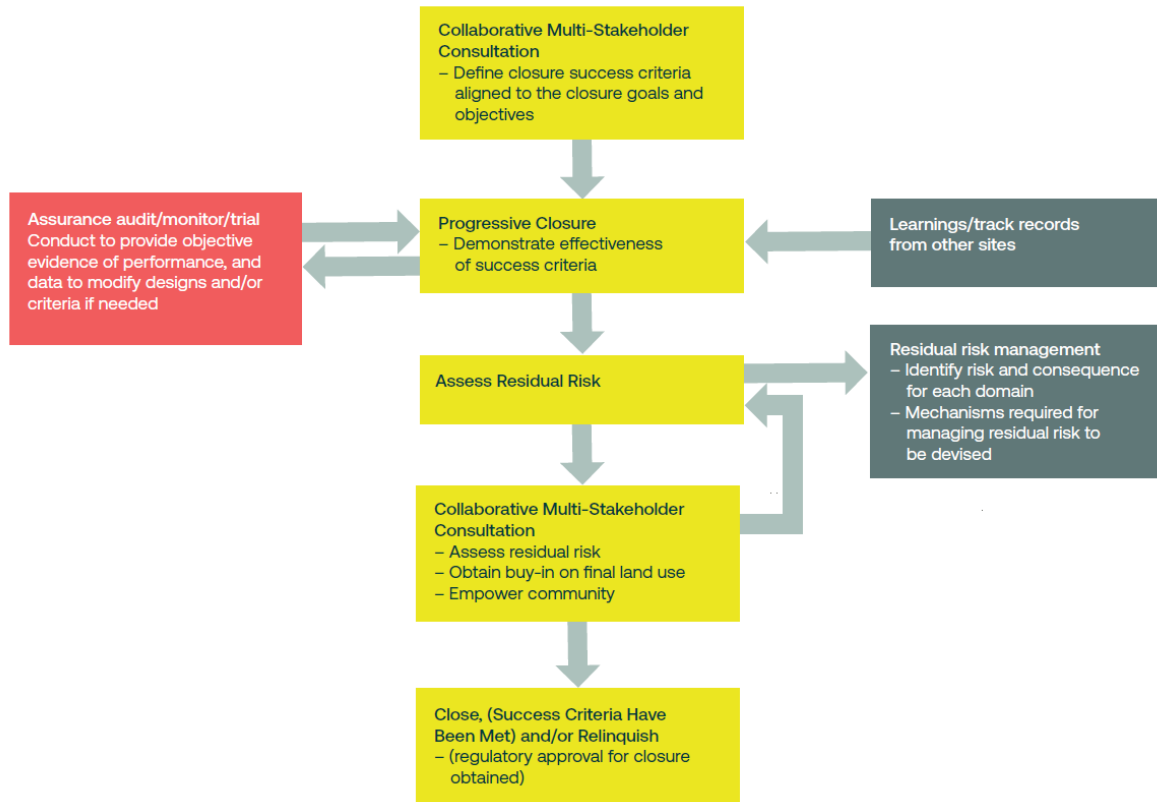 Collaborative Multi-Stakeholder
Consultation
– Define closure success criteria
aligned to the closure goals and
objectives
Assurance audit/monitor/trial
Conduct to provide objective
evidence of performance, and
data to modify designs and/or
criteria if needed
Progressive Closure
– Demonstrate effectiveness
of success criteria
Learnings/track records
from other sites
Assess Residual Risk
Residual risk management
– Identify risk and consequence
for each domain
– Mechanisms required for
managing residual risk to
be devised
Collaborative Multi-Stakeholder
Consultation
– Assess residual risk
– Obtain buy-in on final land use
– Empower community
Close, (Success Criteria Have
Been Met) and/or Relinquish
– (regulatory approval for closure
obtained)